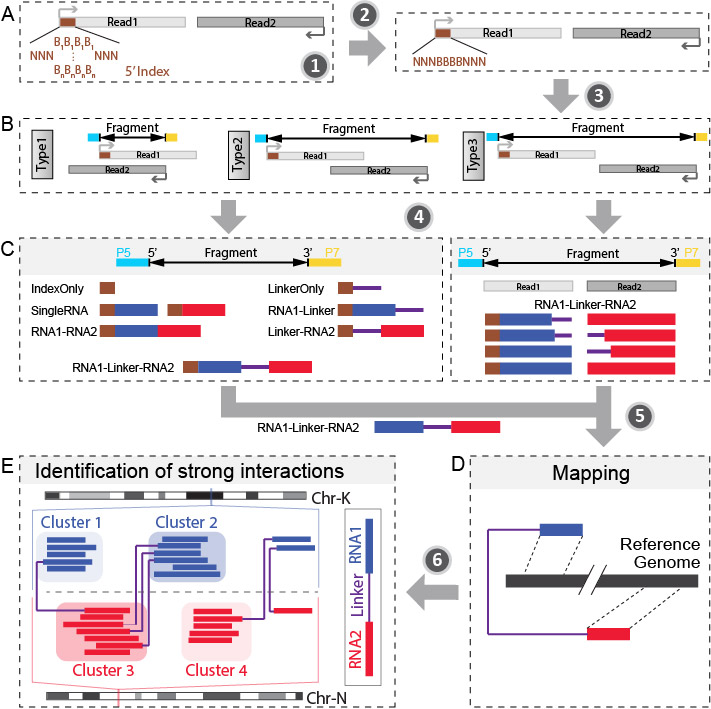 A
Read1
Read2
B₁B₁B₁B₁
NNN NNN
BₙBₙBₙBₙ
5'Index
1
2
Read1
Read2
NNNBBBBNNN
3
B
Type1
Fragment
Read1
Read2
Type2
Fragment
Read1
Read2
Type3
Fragment
Read1
Read2
4
C
P5 5' Fragment 3' P7
IndexOnly
SingleRNA
RNA1-RNA2
LinkerOnly
RNA1-Linker
Linker-RNA2
RNA1-Linker-RNA2
P5 5' Fragment 3' P7
Read1
Read2
RNA1-Linker-RNA2
RNA1-Linker-RNA2
5
D
Mapping
Reference
Genome
6
E
Identification of strong interactions
Chr-K
Cluster 1
Cluster 2
Cluster 3
Cluster 4
Chr-N
RNA1
Linker
RNA2